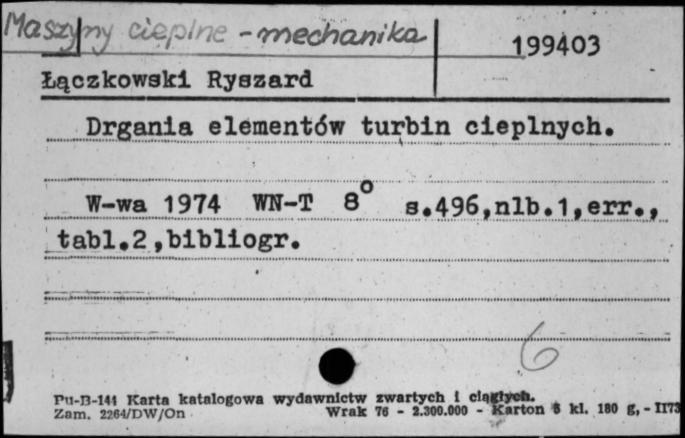 Maszyny cieplne - mechanika
199403
Łączkowski Ryszard
Drgania elementów turbin cieplnych.
W-wa 1974 WN-T 8° s.496,nlb.1,err.,
tabl.2,bibliogr.
6
Pu-B-144 Karta katalogowa wydawnictw zwartych i ciągłych.
Zam. 2264/DW/On Wrak 76 - 2.300.000 - Karton 3 kl. 180 g, - II73